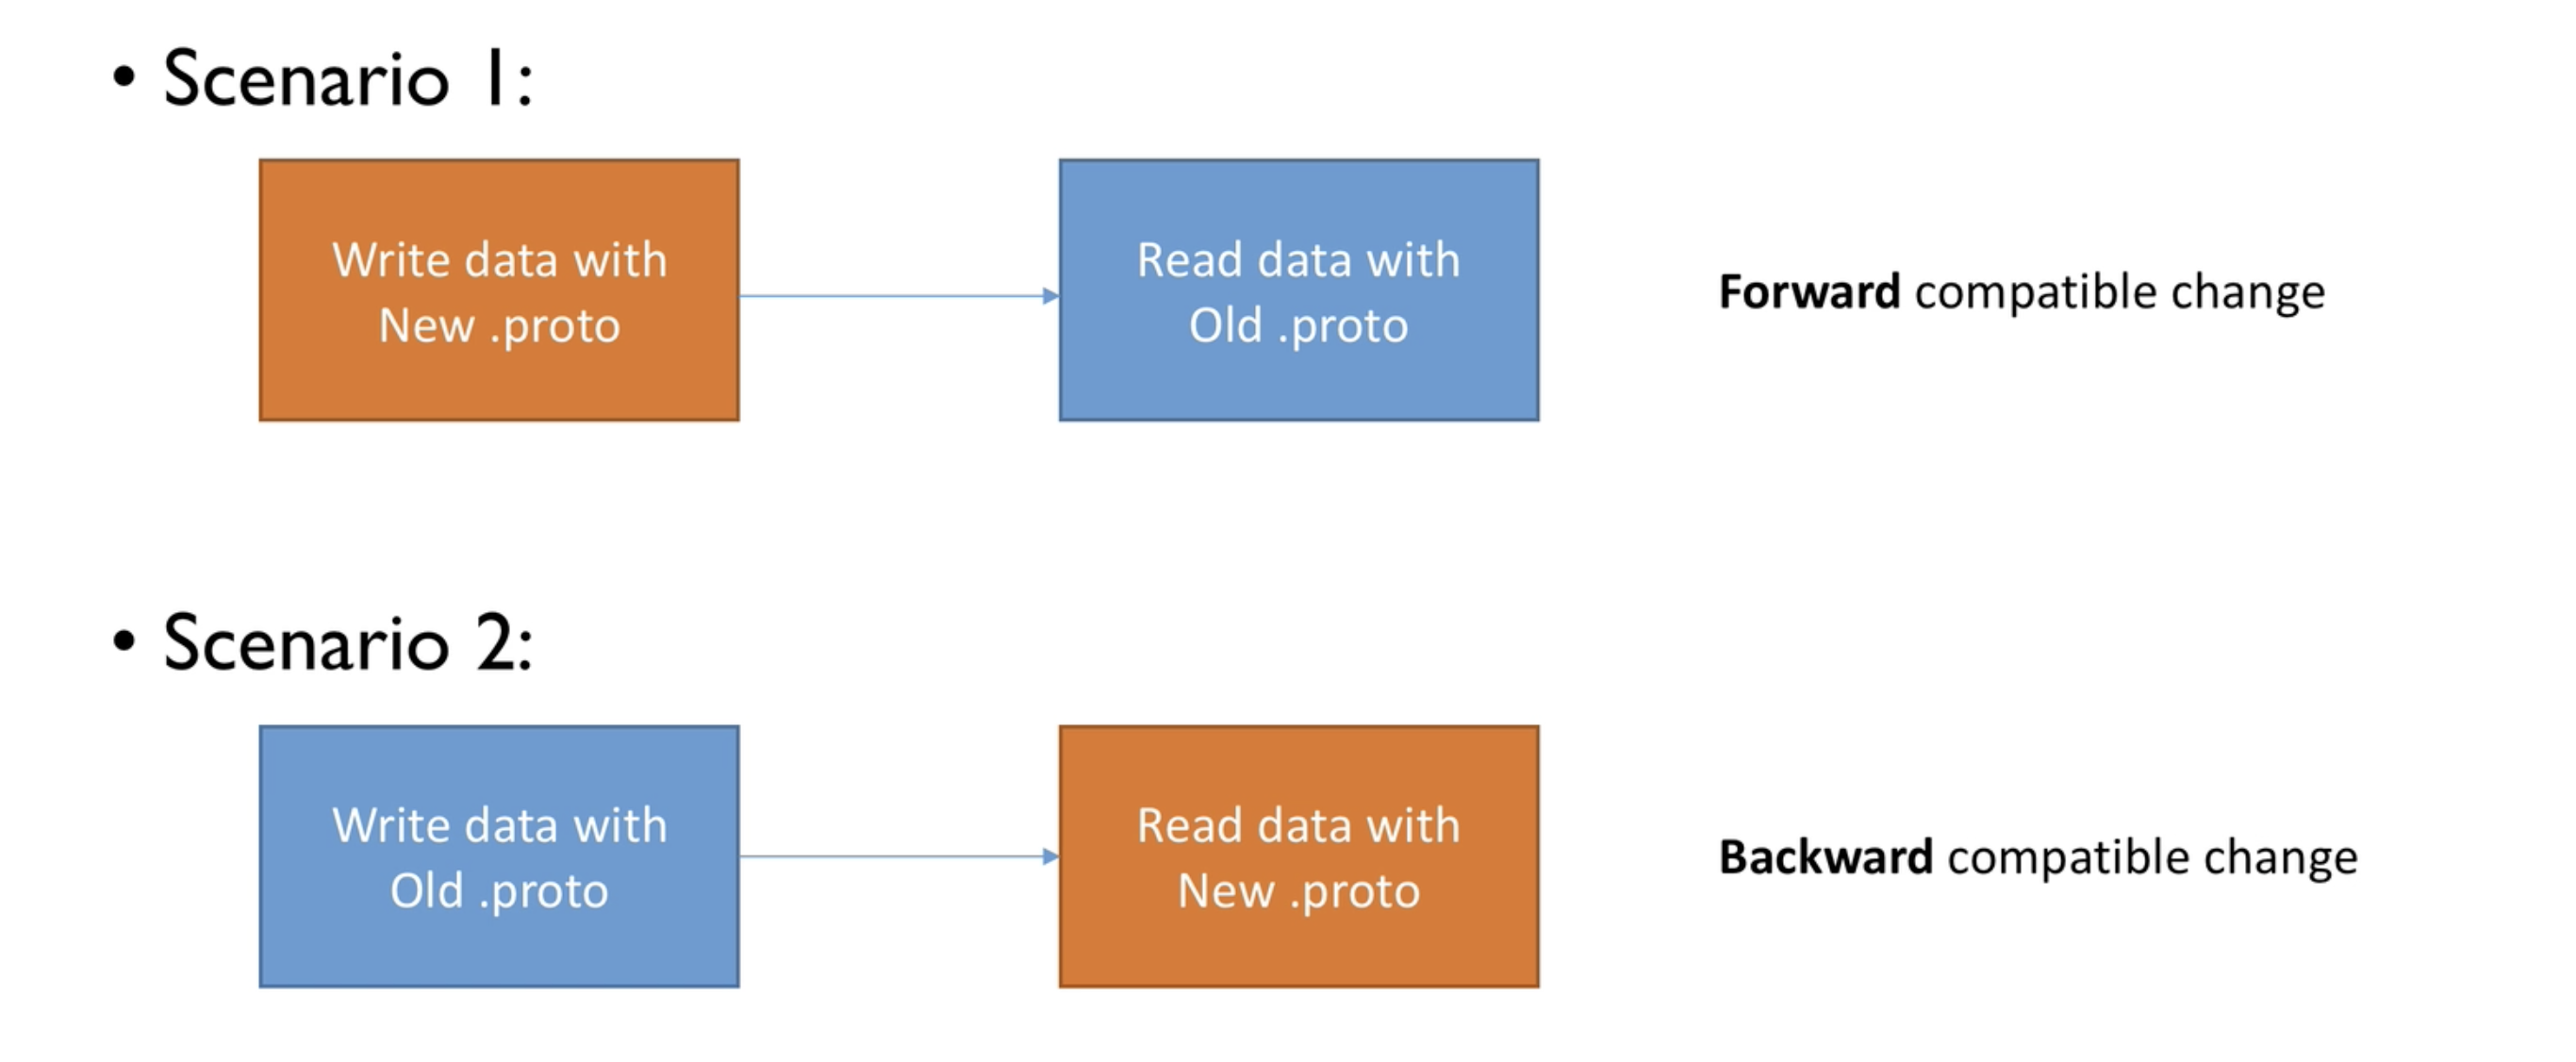 • Scenario 1:
Write data with
New .proto
Read data with
Old .proto
Forward compatible change
• Scenario 2:
Write data with
Old .proto
Read data with
New .proto
Backward compatible change